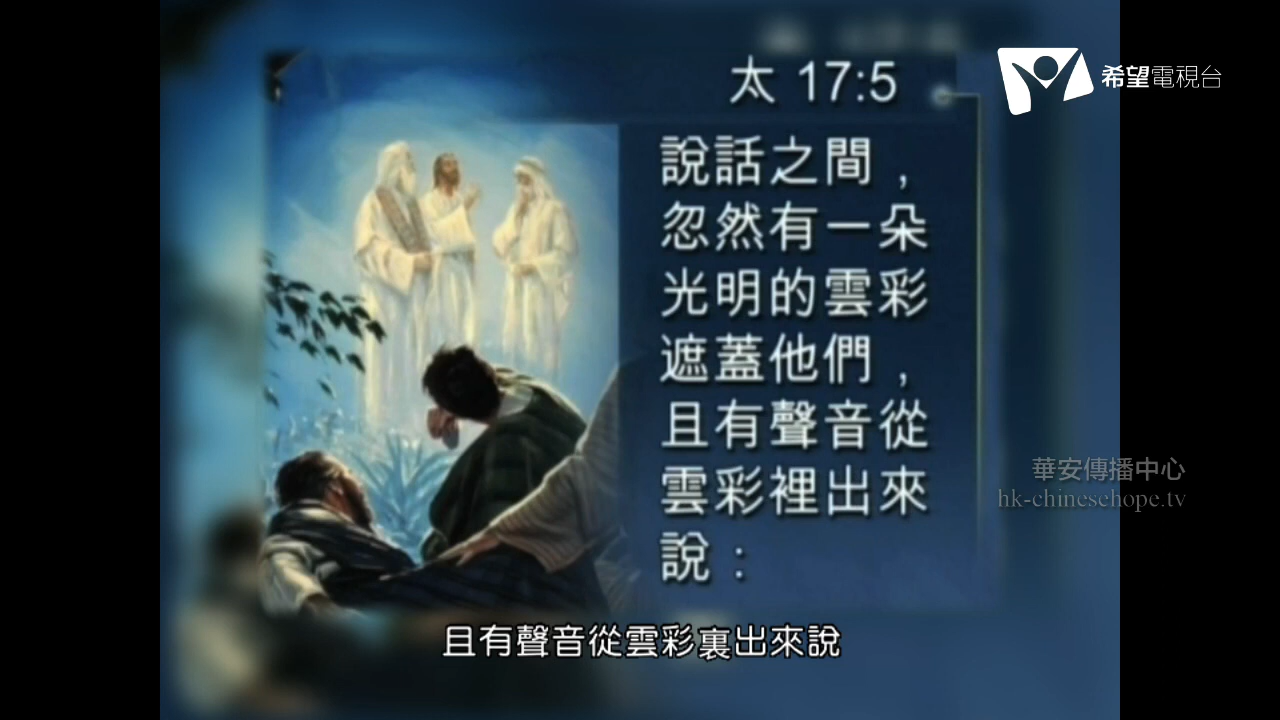 太 17:5
希望電視台
說話之間，
忽然有一朵
光明的雲彩
遮蓋他們，
且有聲音從
雲彩裡出來
說：
華安傳播中心
hk-chinesehope.tv
且有聲音從雲彩裏出來說